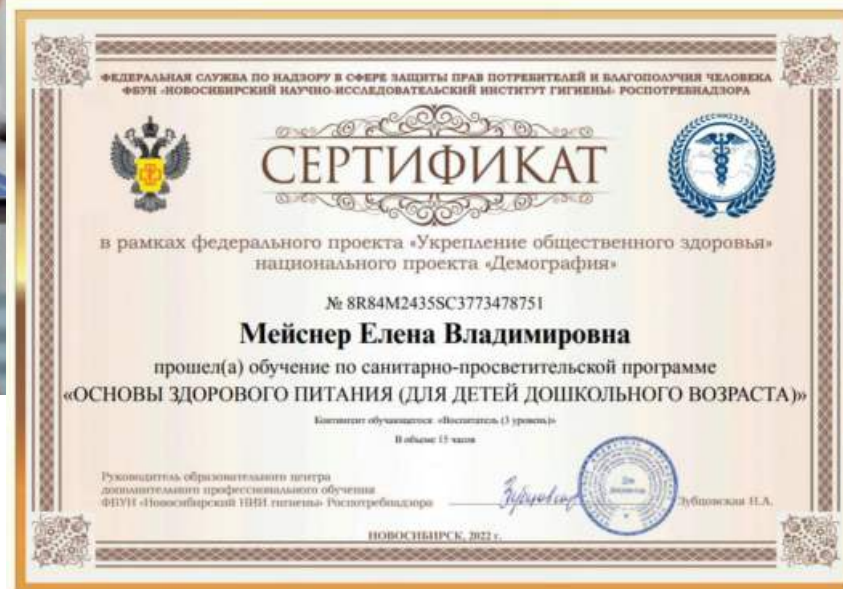 ФЕДЕРАЛЬНАЯ СЛУЖБА ПО НАДЗОРУ В СФЕРЕ ЗАЩИТЫ ПРАВ ПОТРЕБИТЕЛЕЙ И БЛАГОПОЛУЧИЯ ЧЕЛОВЕКА
ФБУН «НОВОСИБИРСКИЙ НАУЧНО-ИССЛЕДОВАТЕЛЬСКИЙ ИНСТИТУТ ГИГИЕНЫ» РОСПОТРЕБНАДЗОРА
СЕРТИФИКАТ
в рамках федерального проекта «Укрепление общественного здоровья»
национального проекта «Демография»
№ 8R84M2435SC3773478751
Мейснер Елена Владимировна
прошел(а) обучение по санитарно-просветительской программе
«ОСНОВЫ ЗДОРОВОГО ПИТАНИЯ (ДЛЯ ДЕТЕЙ ДОШКОЛЬНОГО ВОЗРАСТА)»
Контингент обучающегося «Воспитатель (3 уровень)»
В объеме 15 часов
Руководитель образовательного центра
дополнительного профессионального обучения
ФБУН «Новосибирский НИИ гигиены» Роспотребнадзора
Зубцовская Н.А.
НОВОСИБИРСК, 2022 г.